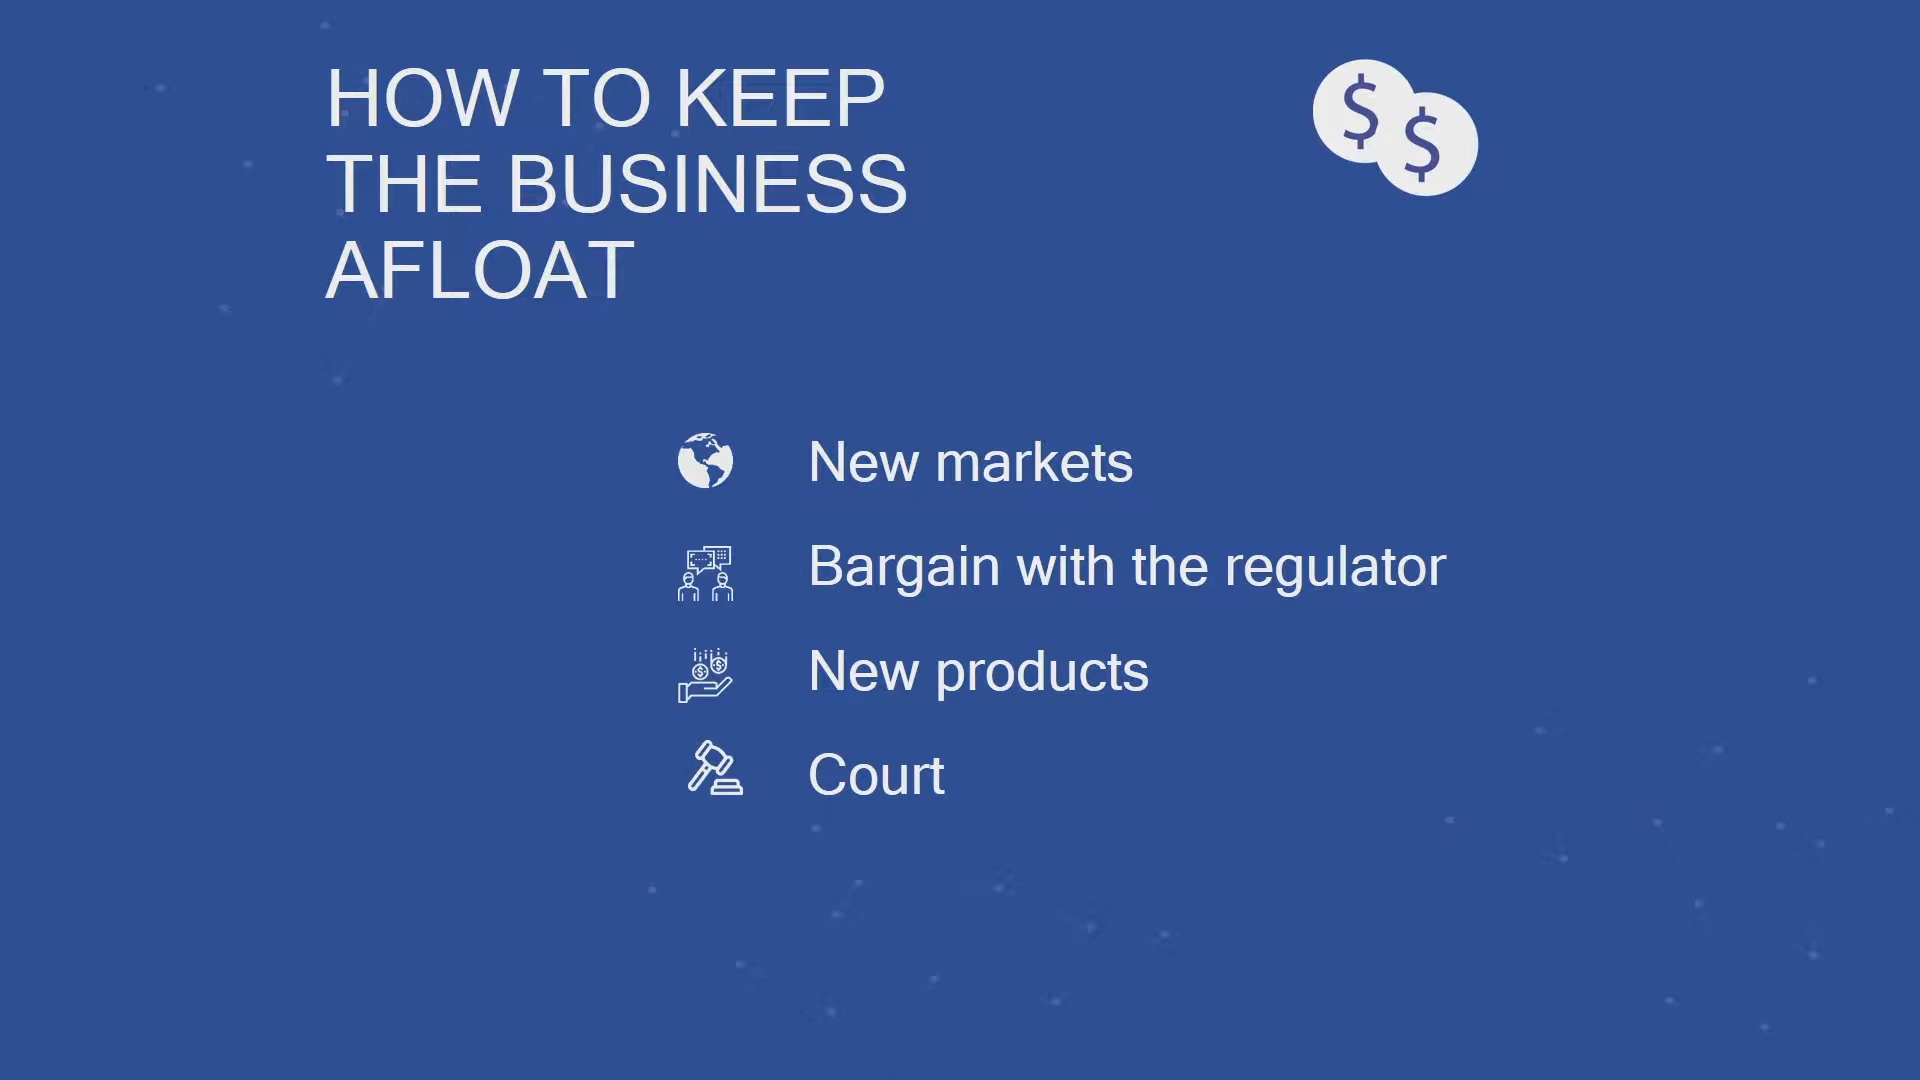 HOW TO KEEP
THE BUSINESS
AFLOAT
$
$
New markets
Bargain with the regulator
New products
Court